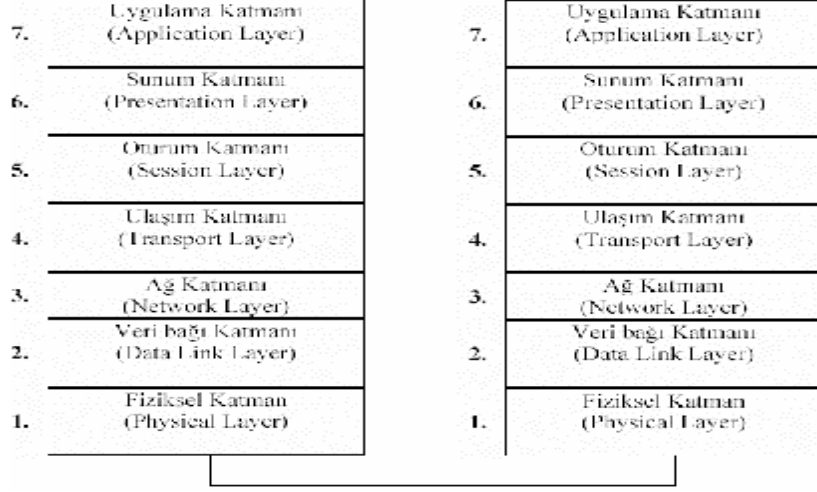 7.
Uygulama Katmanı
(Application Layer)
6.
Sunum Katmanı
(Presentation Layer)
5.
Oturum Katmanı
(Session Layer)
4.
Ulaşım Katmanı
(Transport Layer)
3.
Ağ Katmanı
(Network Layer)
2.
Veri bağı Katmanı
(Data Link Layer)
1.
Fiziksel Katman
(Physical Layer)
7.
Uygulama Katmanı
(Application Layer)
6.
Sunum Katmanı
(Presentation Layer)
5.
Oturum Katmanı
(Session Layer)
4.
Ulaşım Katmanı
(Transport Layer)
3.
Ağ Katmanı
(Network Layer)
2.
Veri bağı Katmanı
(Data Link Layer)
1.
Fiziksel Katman
(Physical Layer)